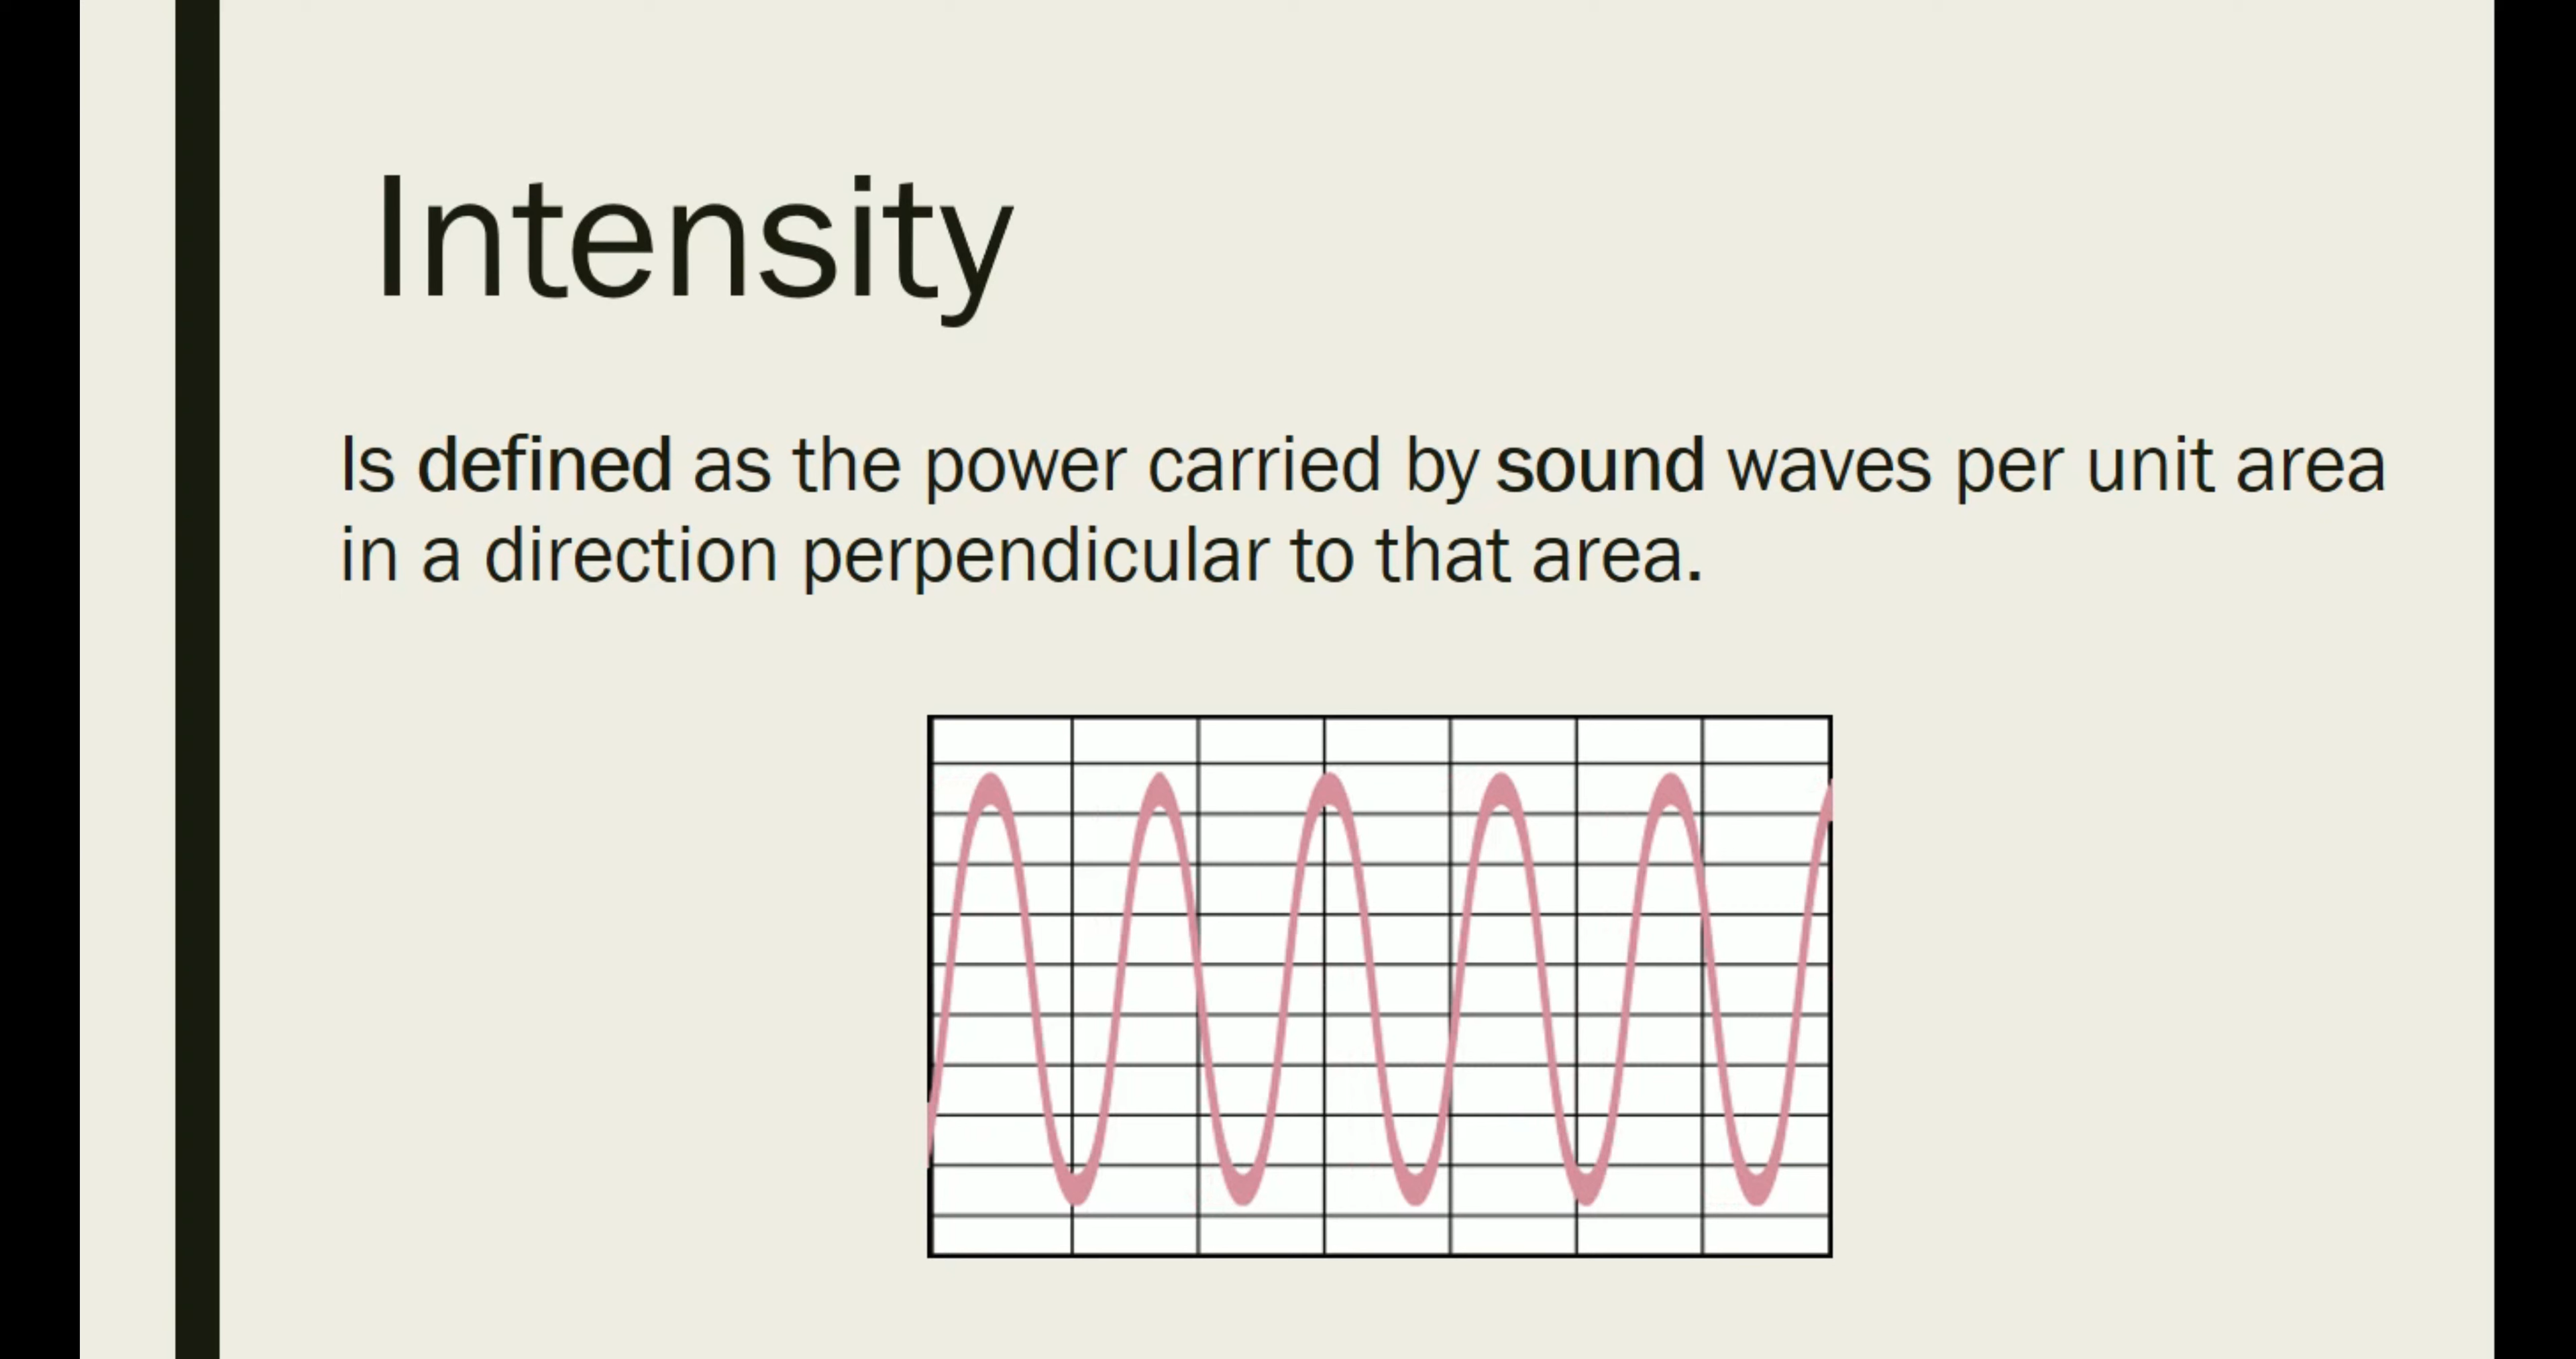 Intensity
Is defined as the power carried by sound waves per unit area
in a direction perpendicular to that area.